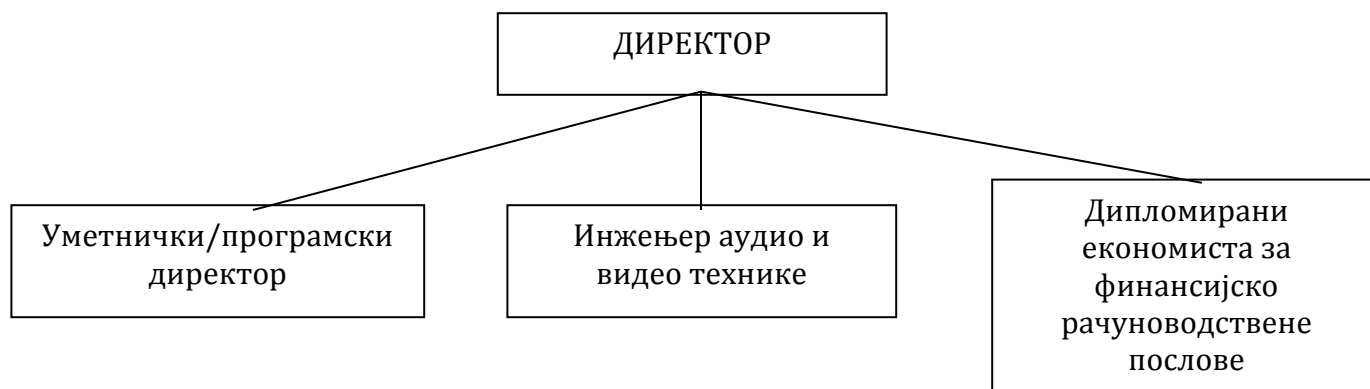 ДИРЕКТОР
Уметнички/програмски
директор
Инжењер аудио и
видео технике
Дипломирани
економиста за
финансијско
рачуноводствене
послове